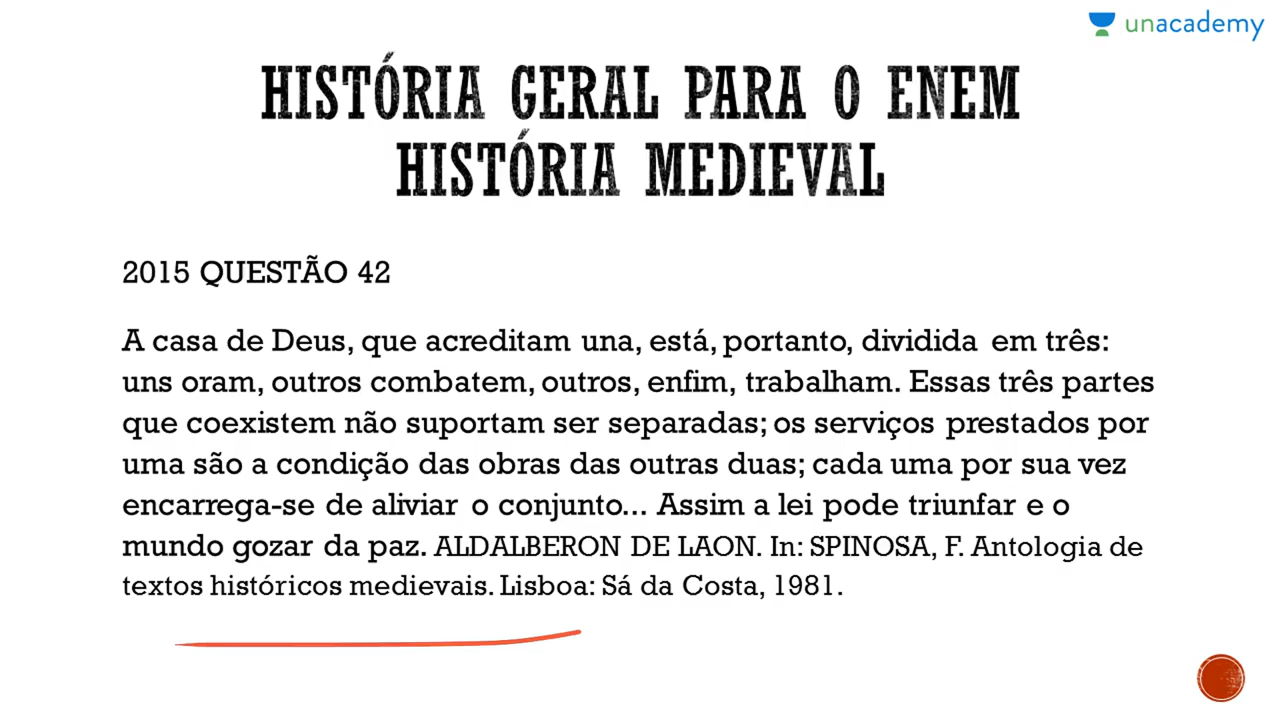 unacademy
HISTÓRIA GERAL PARA O ENEM
HISTÓRIA MEDIEVAL
2015 QUESTÃO 42
A casa de Deus, que acreditam una, está, portanto, dividida em três:
uns oram, outros combatem, outros, enfim, trabalham. Essas três partes
que coexistem não suportam ser separadas; os serviços prestados por
uma são a condição das obras das outras duas; cada uma por sua vez
encarrega-se de aliviar o conjunto... Assim a lei pode triunfar e o
mundo gozar da paz. ALDALBERON DE LAON. In: SPINOSA, F. Antologia de
textos históricos medievais. Lisboa: Sá da Costa, 1981.